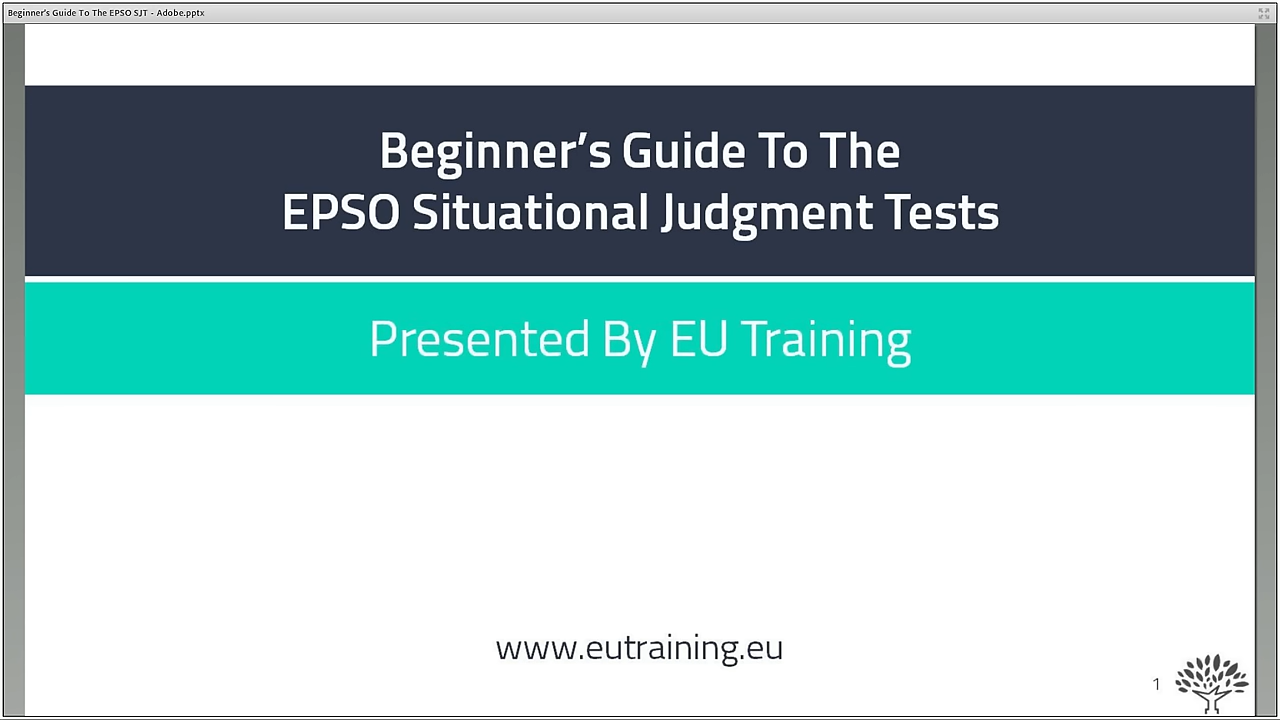 Beginner's Guide To The EPSO SJT - Adobe.pptx
Beginner’s Guide To The
EPSO Situational Judgment Tests
Presented By EU Training
www.eutraining.eu
1